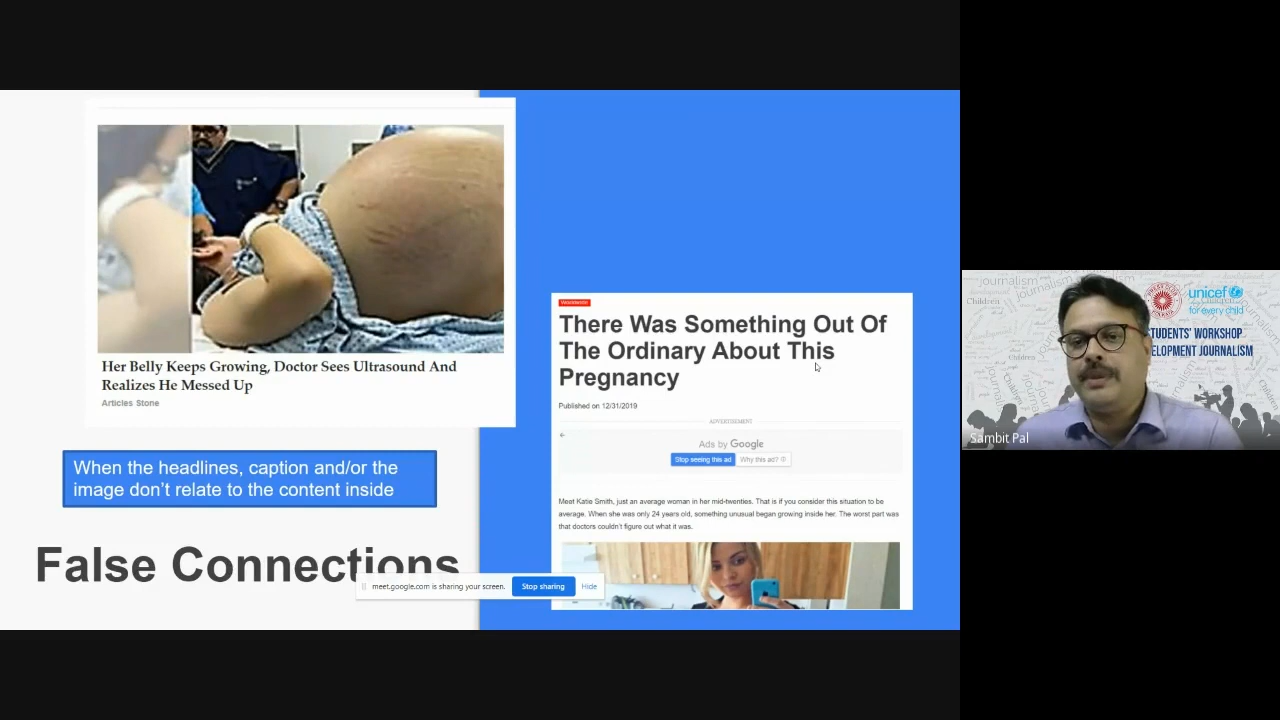 Her Belly Keeps Growing, Doctor Sees Ultrasound And
Realizes He Messed Up
Articles Stone
When the headlines, caption and/or the
image don't relate to the content inside
False Connections
meet.google.com is sharing your screen.
Stop sharing
Hide
There Was Something Out Of
The Ordinary About This
Pregnancy
Published on 12/31/2019
ADVERTISEMENT
Ads by Google
Stop seeing this ad
Why this ad?
Meet Katie Smith, just an average woman in her mid-twenties. That is if you consider this situation to be
average. When she was only 24 years old, something unusual began growing inside her. The worst part was
that doctors couldn't figure out what it was.
journalism
journalism
Children
unicef
for every child
TUDENTS' WORKSHOP
ELOPMENT JOURNALISM
Sambit Pal